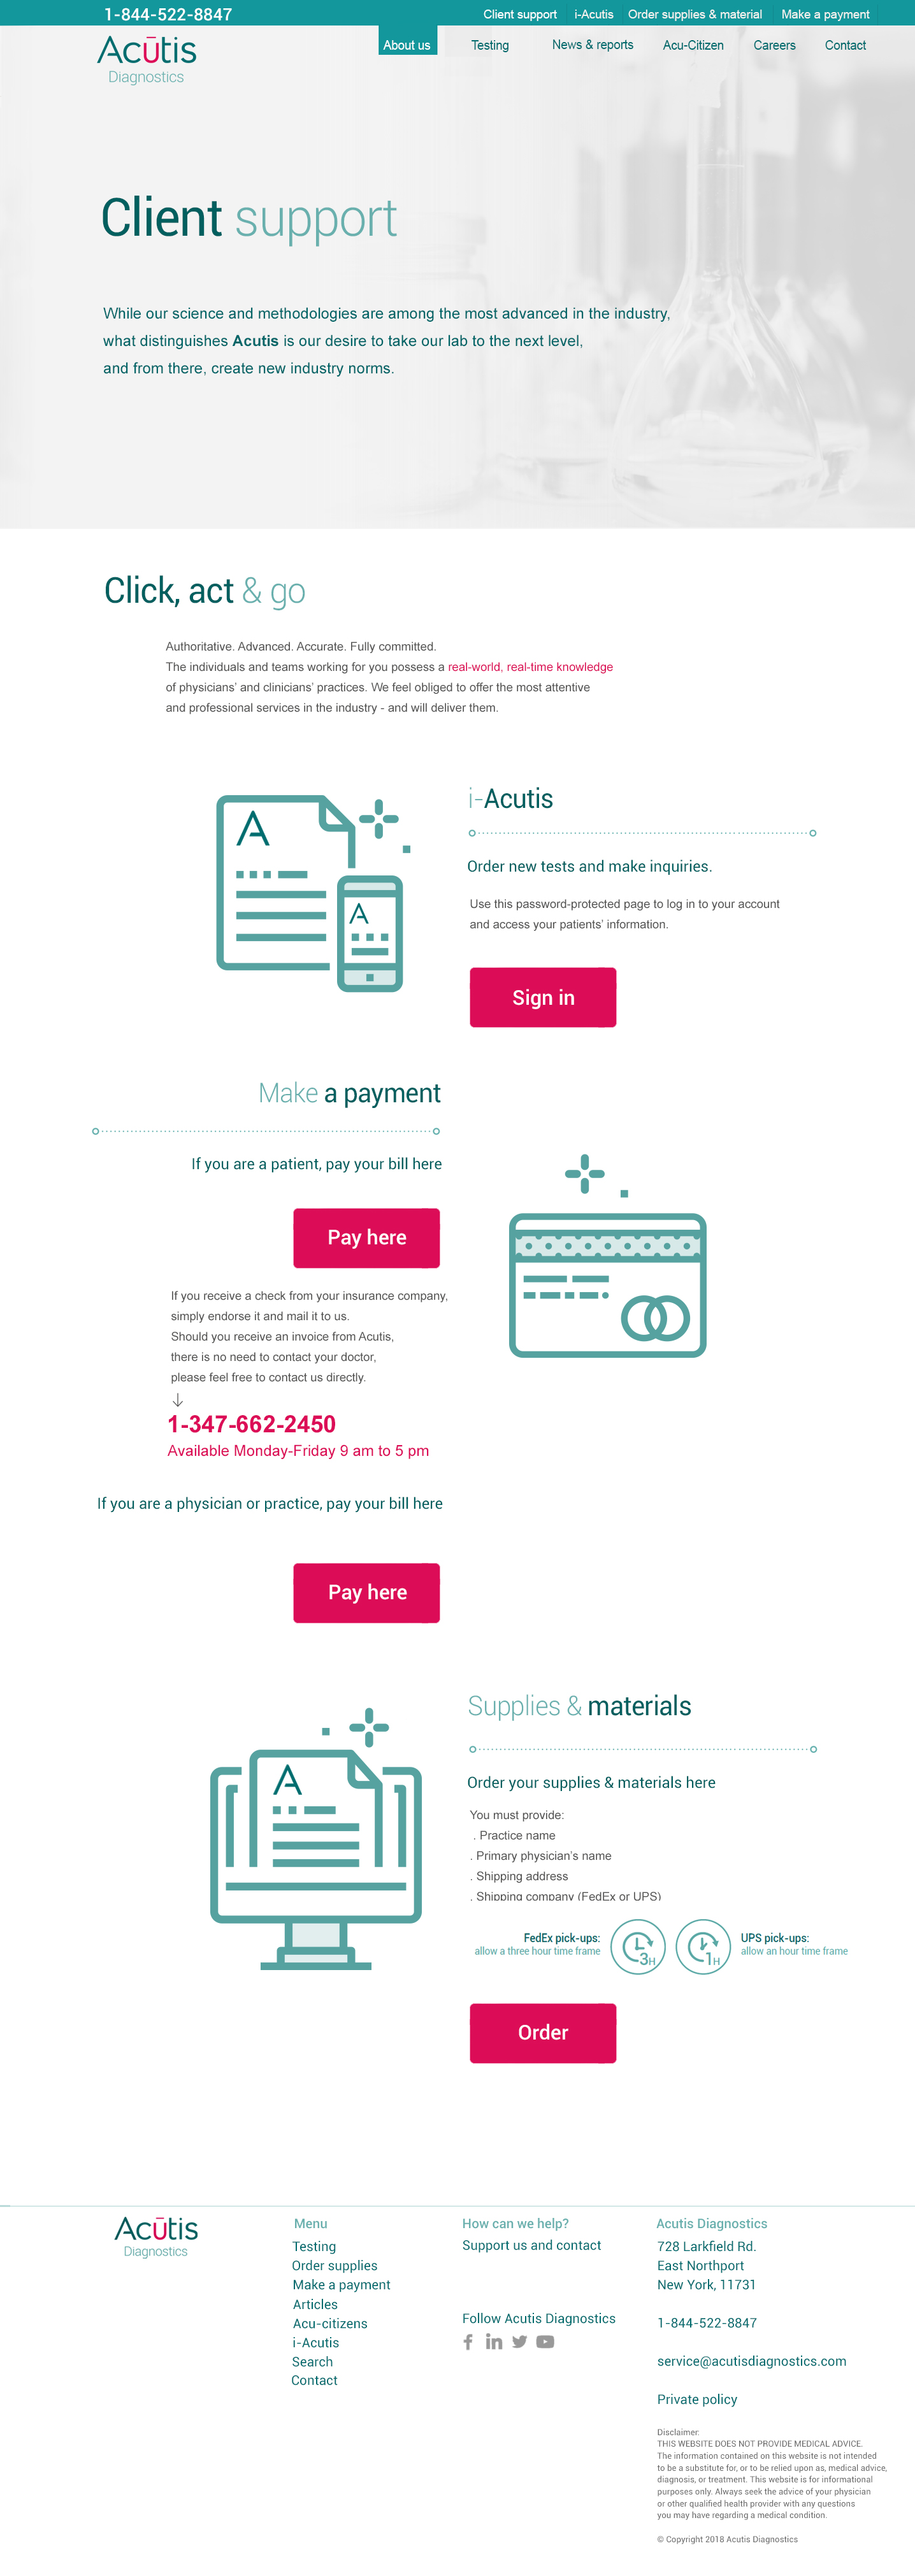 1-844-522-8847
Client support
i-Acutis
Order supplies & material
Make a payment
Acūtis
Diagnostics
About us
Testing
News & reports
Acu-Citizen
Careers
Contact
Client support
While our science and methodologies are among the most advanced in the industry,
what distinguishes Acutis is our desire to take our lab to the next level,
and from there, create new industry norms.
Click, act & go
Authoritative. Advanced. Accurate. Fully committed.
The individuals and teams working for you possess a real-world, real-time knowledge
of physicians' and clinicians' practices. We feel obliged to offer the most attentive
and professional services in the industry - and will deliver them.
A
A
i-Acutis
Order new tests and make inquiries.
Use this password-protected page to log in to your account
and access your patients' information.
Sign in
Make a payment
If you are a patient, pay your bill here
Pay here
If you receive a check from your insurance company,
simply endorse it and mail it to us.
Should you receive an invoice from Acutis,
there is no need to contact your doctor,
please feel free to contact us directly.
↓
1-347-662-2450
Available Monday-Friday 9 am to 5 pm
If you are a physician or practice, pay your bill here
Pay here
A
Supplies & materials
Order your supplies & materials here
You must provide:
. Practice name
. Primary physician's name
. Shipping address
. Shipping company (FedEx or UPS)
FedEx pick-ups:
allow a three hour time frame
3H
1H
UPS pick-ups:
allow an hour time frame
Order
Acūtis
Diagnostics
Menu
Testing
Order supplies
Make a payment
Articles
Acu-citizens
i-Acutis
Search
Contact
How can we help?
Support us and contact
Follow Acutis Diagnostics
Acutis Diagnostics
728 Larkfield Rd.
East Northport
New York, 11731
1-844-522-8847
service@acutisdiagnostics.com
Private policy
Disclaimer:
THIS WEBSITE DOES NOT PROVIDE MEDICAL ADVICE.
The information contained on this website is not intended
to be a substitute for, or to be relied upon as, medical advice,
diagnosis, or treatment. This website is for informational
purposes only. Always seek the advice of your physician
or other qualified health provider with any questions
you may have regarding a medical condition.
© Copyright 2018 Acutis Diagnostics